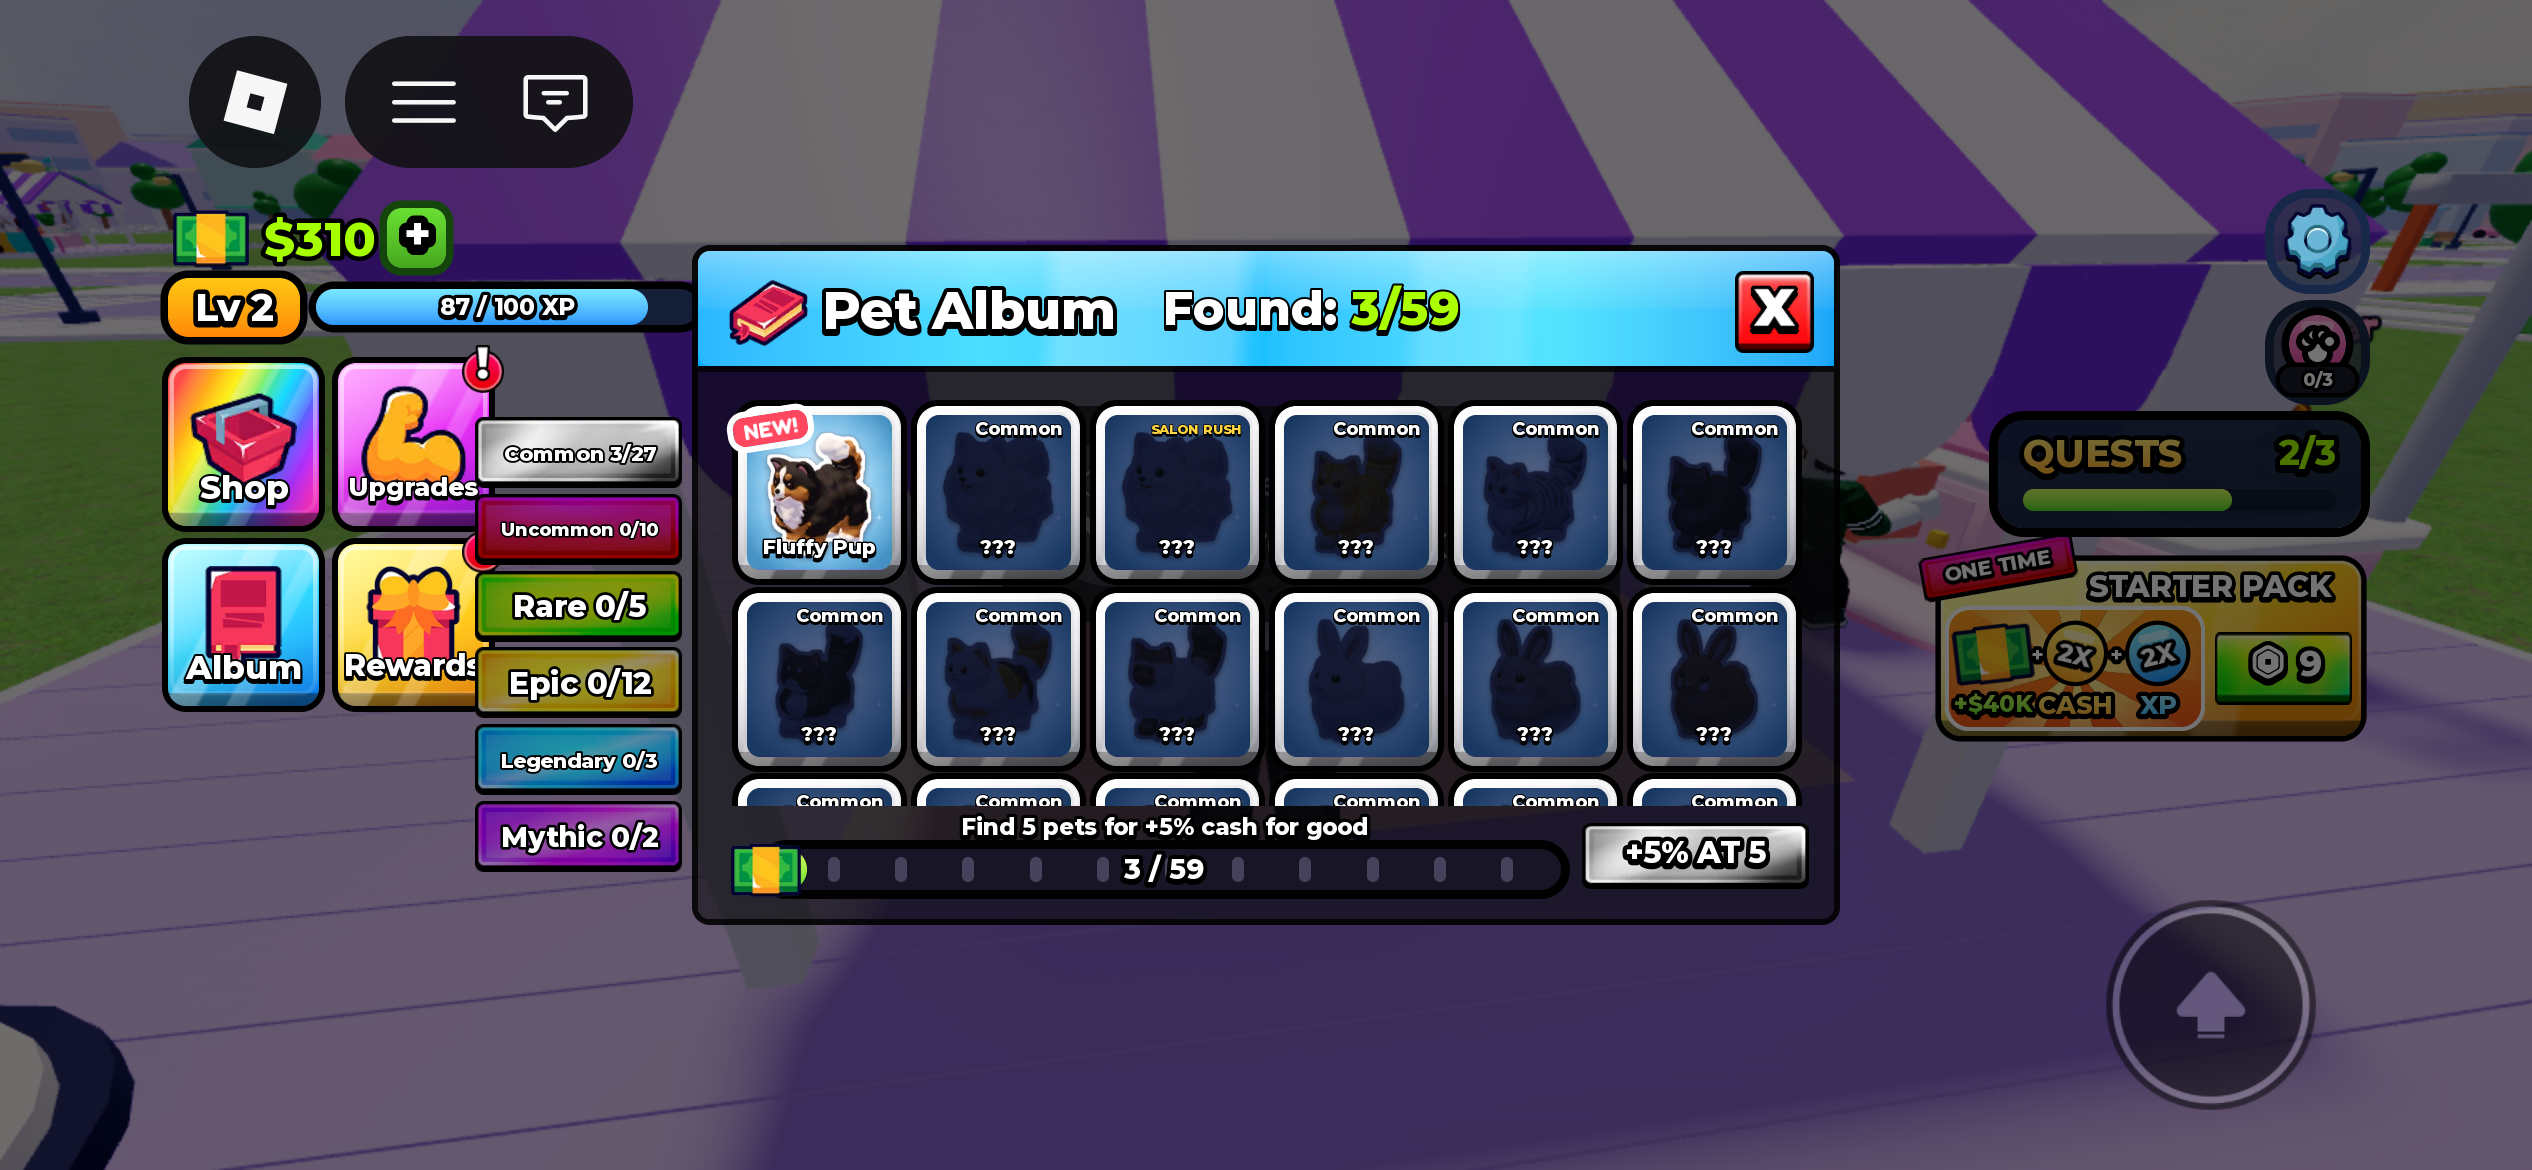 $310
Lv 2
87 / 100 XP
Shop
Upgrades
!
Album
Rewards
Common 3/27
Uncommon 0/10
Rare 0/5
Epic 0/12
Legendary 0/3
Mythic 0/2
Pet Album
Found: 3/59
X
NEW!
Fluffy Pup
Common
???
SALON RUSH
???
Common
???
Common
???
Common
???
Common
???
Common
???
Common
???
Common
???
Common
???
Common
???
Common
Common
Common
Common
Common
Common
Find 5 pets for +5% cash for good
3 / 59
+5% AT 5
0/3
QUESTS
2/3
ONE TIME
STARTER PACK
+ 2X + 2X
+$40K CASH XP
9